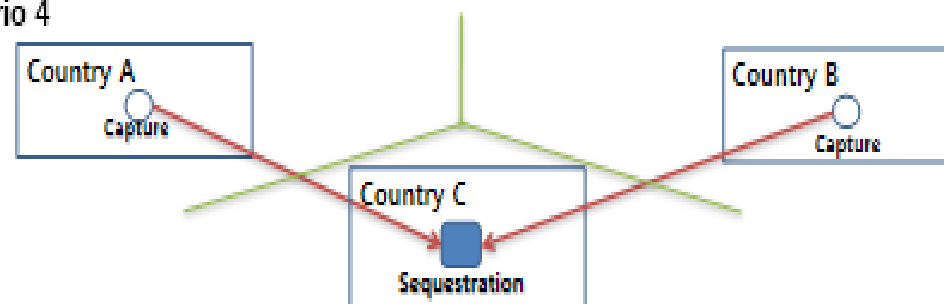 rio 4
Country A
Capture
Country B
Capture
Country C
Sequestration